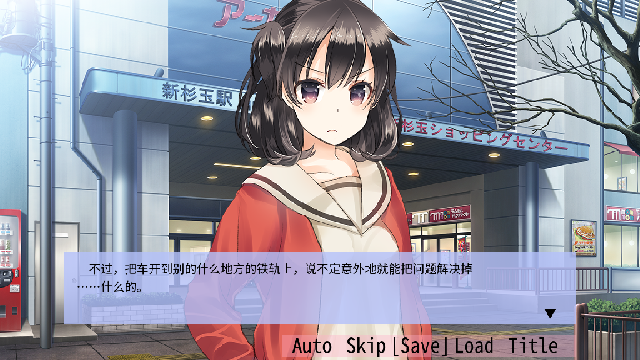 アー
新杉玉駅
杉玉ショッピングセンター
不过，把车开到别的什么地方的铁轨上，说不定意外地就能把问题解决掉
……什么的。
Auto Skip [Save] Load Title